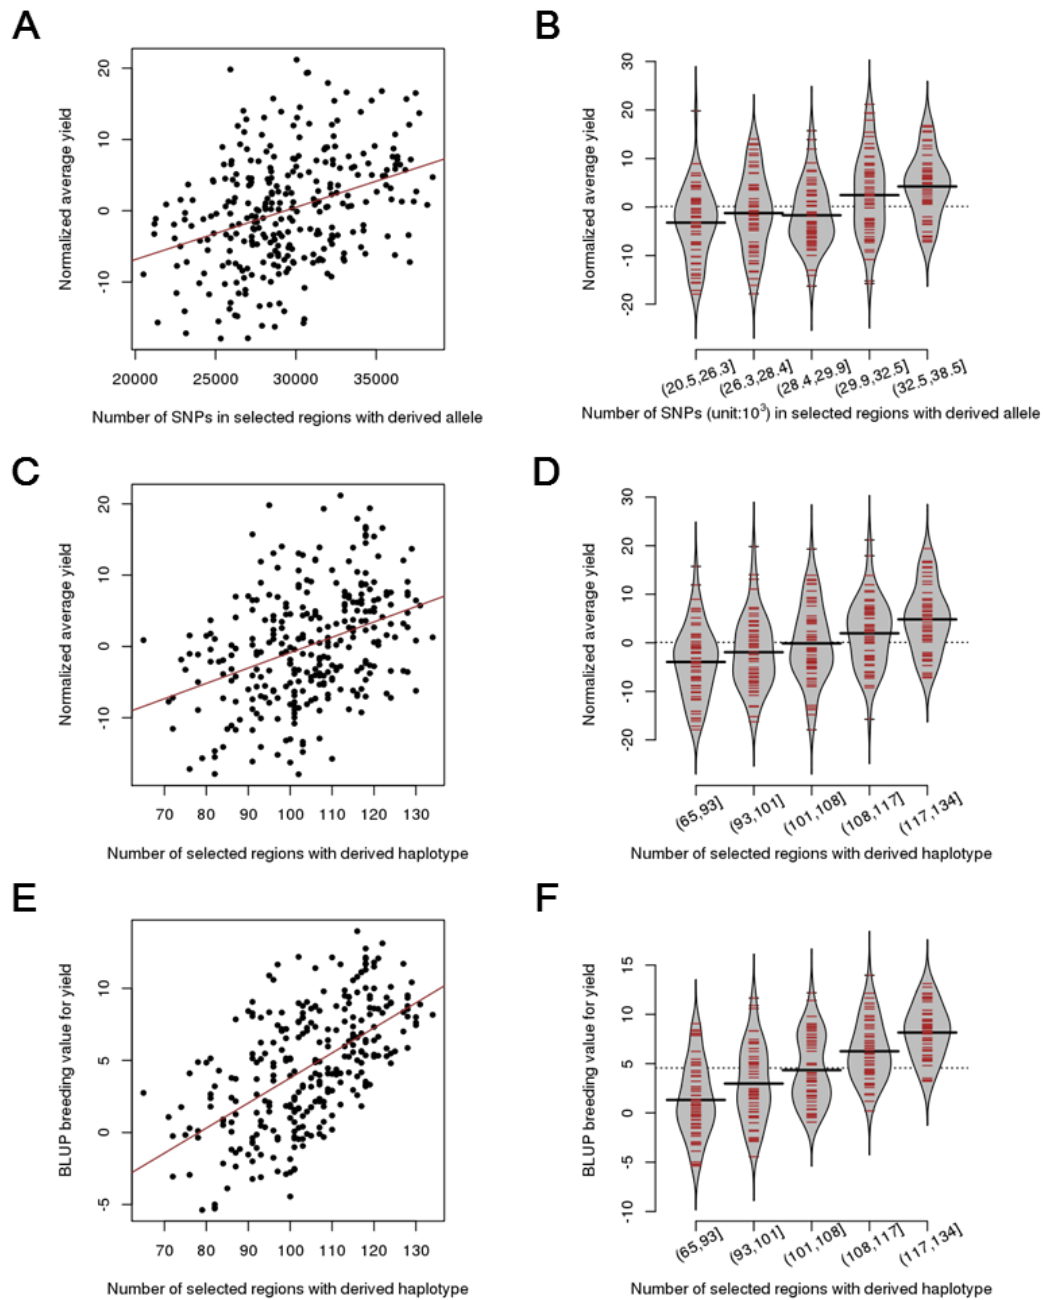 A
B
Normalized average yield
20
10
0
-10
20000 25000 30000 35000
Number of SNPs in selected regions with derived allele
Normalized average yield
30
20
10
0
-10
-20
(20.5,26.3] (26.3,28.4] (28.4,29.9] (29.9,32.5] (32.5,38.5]
Number of SNPs (unit:10³) in selected regions with derived allele
C
D
Normalized average yield
20
10
0
-10
70 80 90 100 110 120 130
Number of selected regions with derived haplotype
Normalized average yield
30
20
10
0
-10
-20
(65,93] (93,101] (101,108] (108,117] (117,134]
Number of selected regions with derived haplotype
E
F
BLUP breeding value for yield
10
5
0
-5
70 80 90 100 110 120 130
Number of selected regions with derived haplotype
BLUP breeding value for yield
15
10
5
0
-5
-10
(65,93] (93,101] (101,108] (108,117] (117,134]
Number of selected regions with derived haplotype